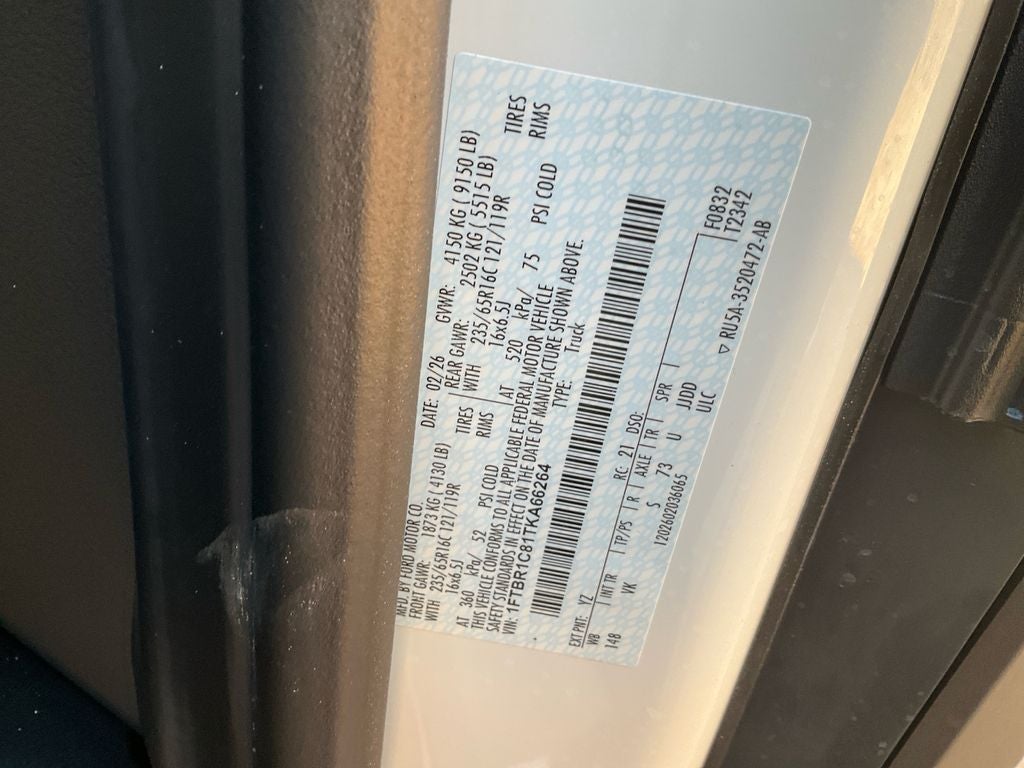 MFD. BY FORD MOTOR CO.
DATE: 02/26 GVWR: 4150 KG ( 9150 LB)
FRONT GAWR: 1873 KG ( 4130 LB) REAR GAWR: 2502 KG ( 5515 LB)
WITH 235/65R16C 121/119R TIRES WITH 235/65R16C 121/119R TIRES
16x6.5J RIMS 16x6.5J RIMS
AT 360 kPa/ 52 PSI COLD AT 520 kPa/ 75 PSI COLD
THIS VEHICLE CONFORMS TO ALL APPLICABLE FEDERAL MOTOR VEHICLE
SAFETY STANDARDS IN EFFECT ON THE DATE OF MANUFACTURE SHOWN ABOVE.
VIN: 1FTBR1C81TKA66264 TYPE: Truck
EXT PNT: YZ RC: 21 DSO: F0832
WB INTR TP/PS R AXLE TR SPR T2342
148 VK S 73 U JJDD
1202602036065 ULC
▽ RU5A-3520472-AB